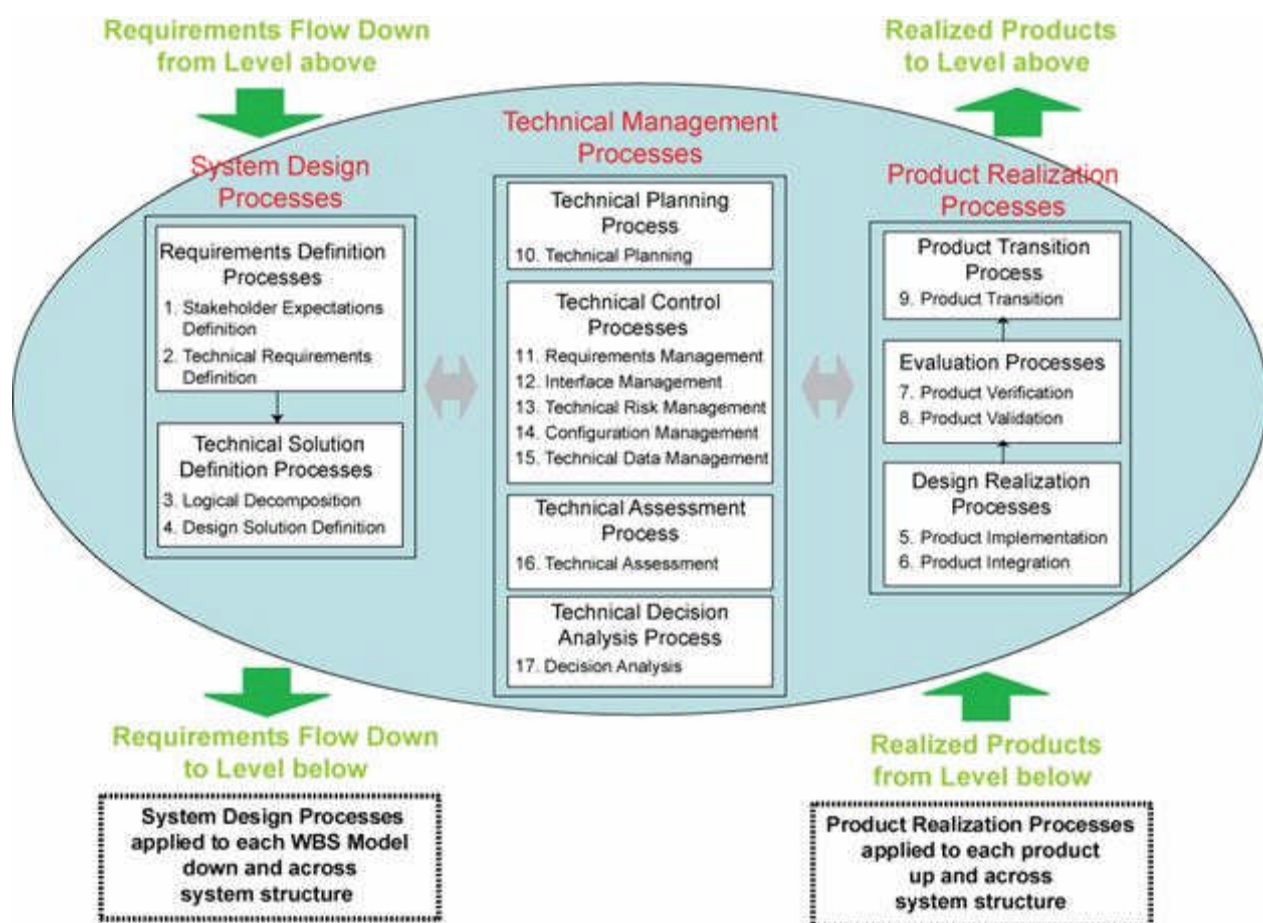 Requirements Flow Down
from Level above
Realized Products
to Level above
Technical Management
Processes
System Design
Processes
Product Realization
Processes
Requirements Definition
Processes
1. Stakeholder Expectations
Definition
2. Technical Requirements
Definition
Technical Solution
Definition Processes
3. Logical Decomposition
4. Design Solution Definition
Technical Planning
Process
10. Technical Planning
Technical Control
Processes
11. Requirements Management
12. Interface Management
13. Technical Risk Management
14. Configuration Management
15. Technical Data Management
Technical Assessment
Process
16. Technical Assessment
Technical Decision
Analysis Process
17. Decision Analysis
Product Transition
Process
9. Product Transition
Evaluation Processes
7. Product Verification
8. Product Validation
Design Realization
Processes
5. Product Implementation
6. Product Integration
Requirements Flow Down
to Level below
Realized Products
from Level below
System Design Processes
applied to each WBS Model
down and across
system structure
Product Realization Processes
applied to each product
up and across
system structure